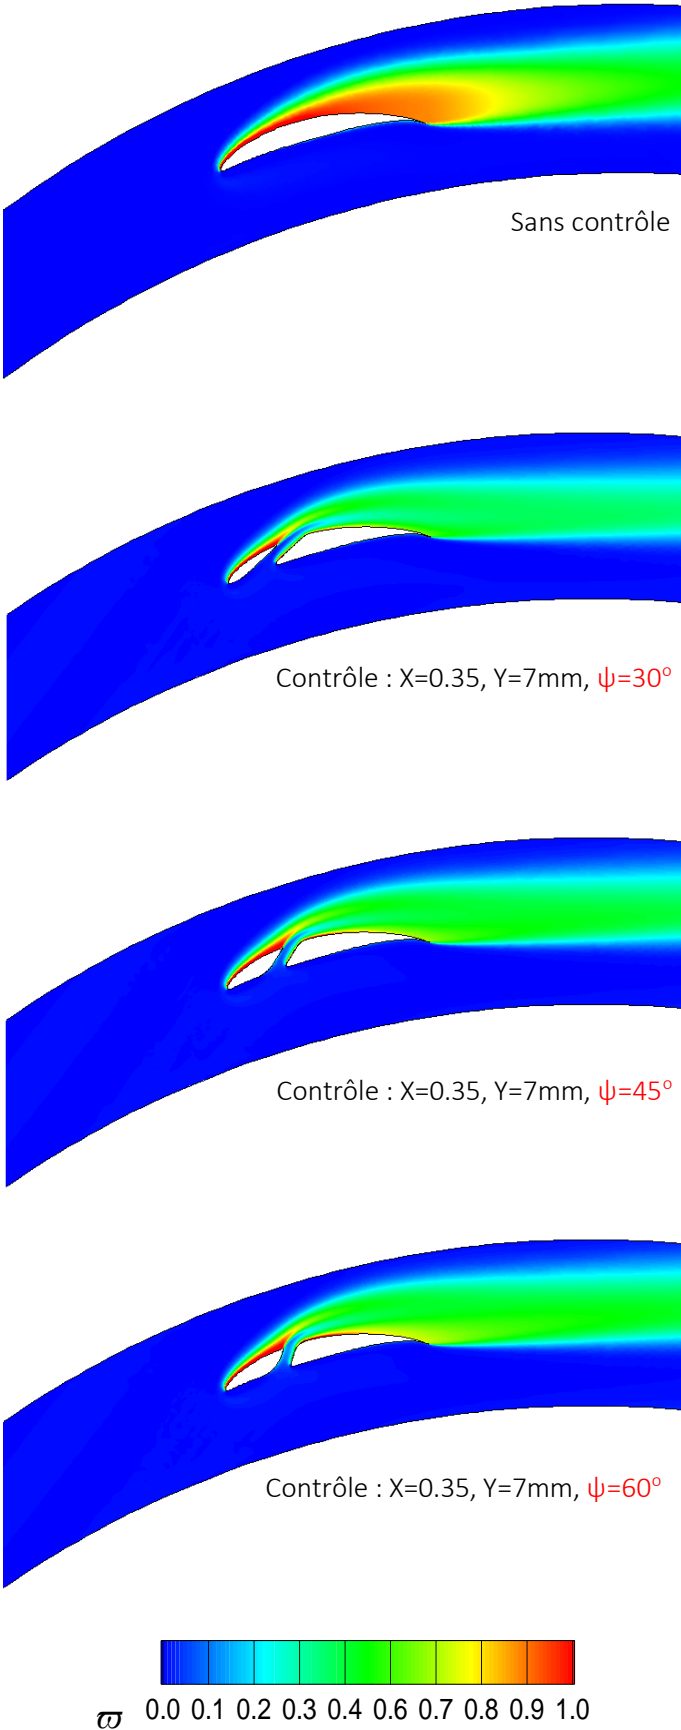 Sans contrôle
Contrôle : X=0.35, Y=7mm, ψ=30°
Contrôle : X=0.35, Y=7mm, ψ=45°
Contrôle : X=0.35, Y=7mm, ψ=60°
ϖ 0.0 0.1 0.2 0.3 0.4 0.6 0.7 0.8 0.9 1.0